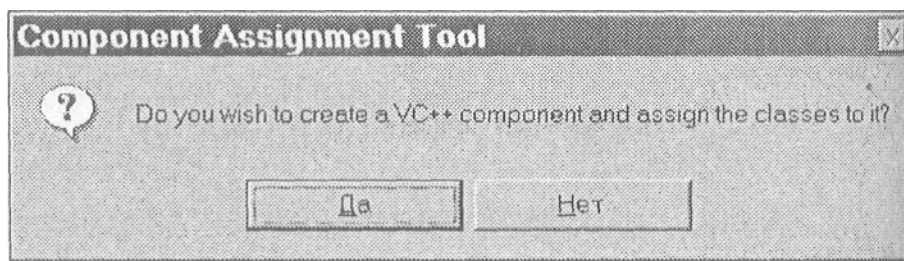 Component Assignment Tool
Do you wish to create a VC++ component and assign the classes to it?
Да Нет